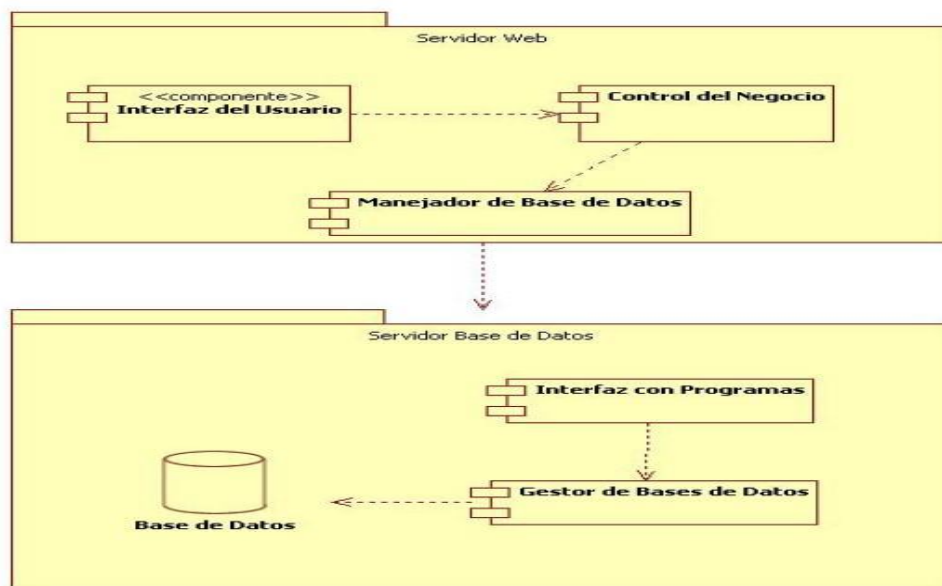 Servidor Web
<<componente>>
Interfaz del Usuario
Control del Negocio
Manejador de Base de Datos
Servidor Base de Datos
Interfaz con Programas
Gestor de Bases de Datos
Base de Datos